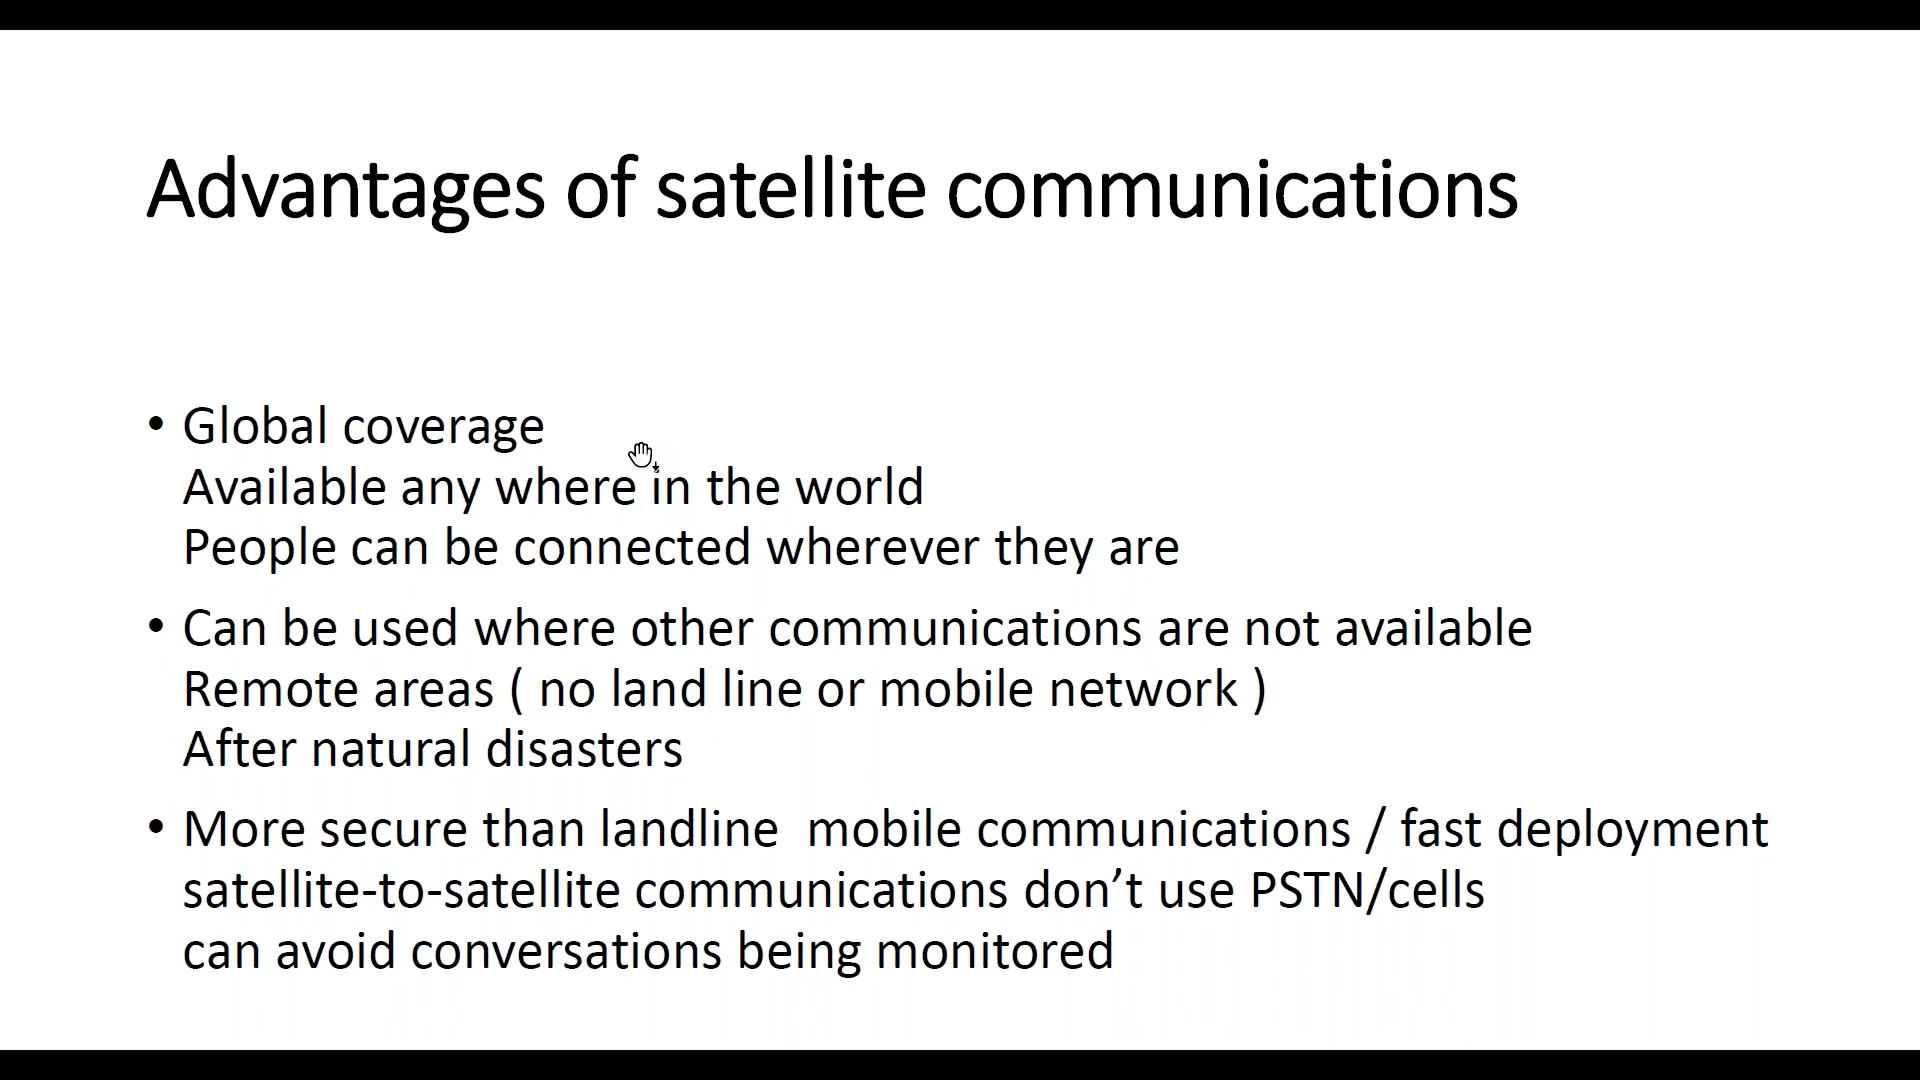 Advantages of satellite communications
• Global coverage
Available any where in the world
People can be connected wherever they are
• Can be used where other communications are not available
Remote areas ( no land line or mobile network )
After natural disasters
• More secure than landline  mobile communications / fast deployment
satellite-to-satellite communications don’t use PSTN/cells
can avoid conversations being monitored